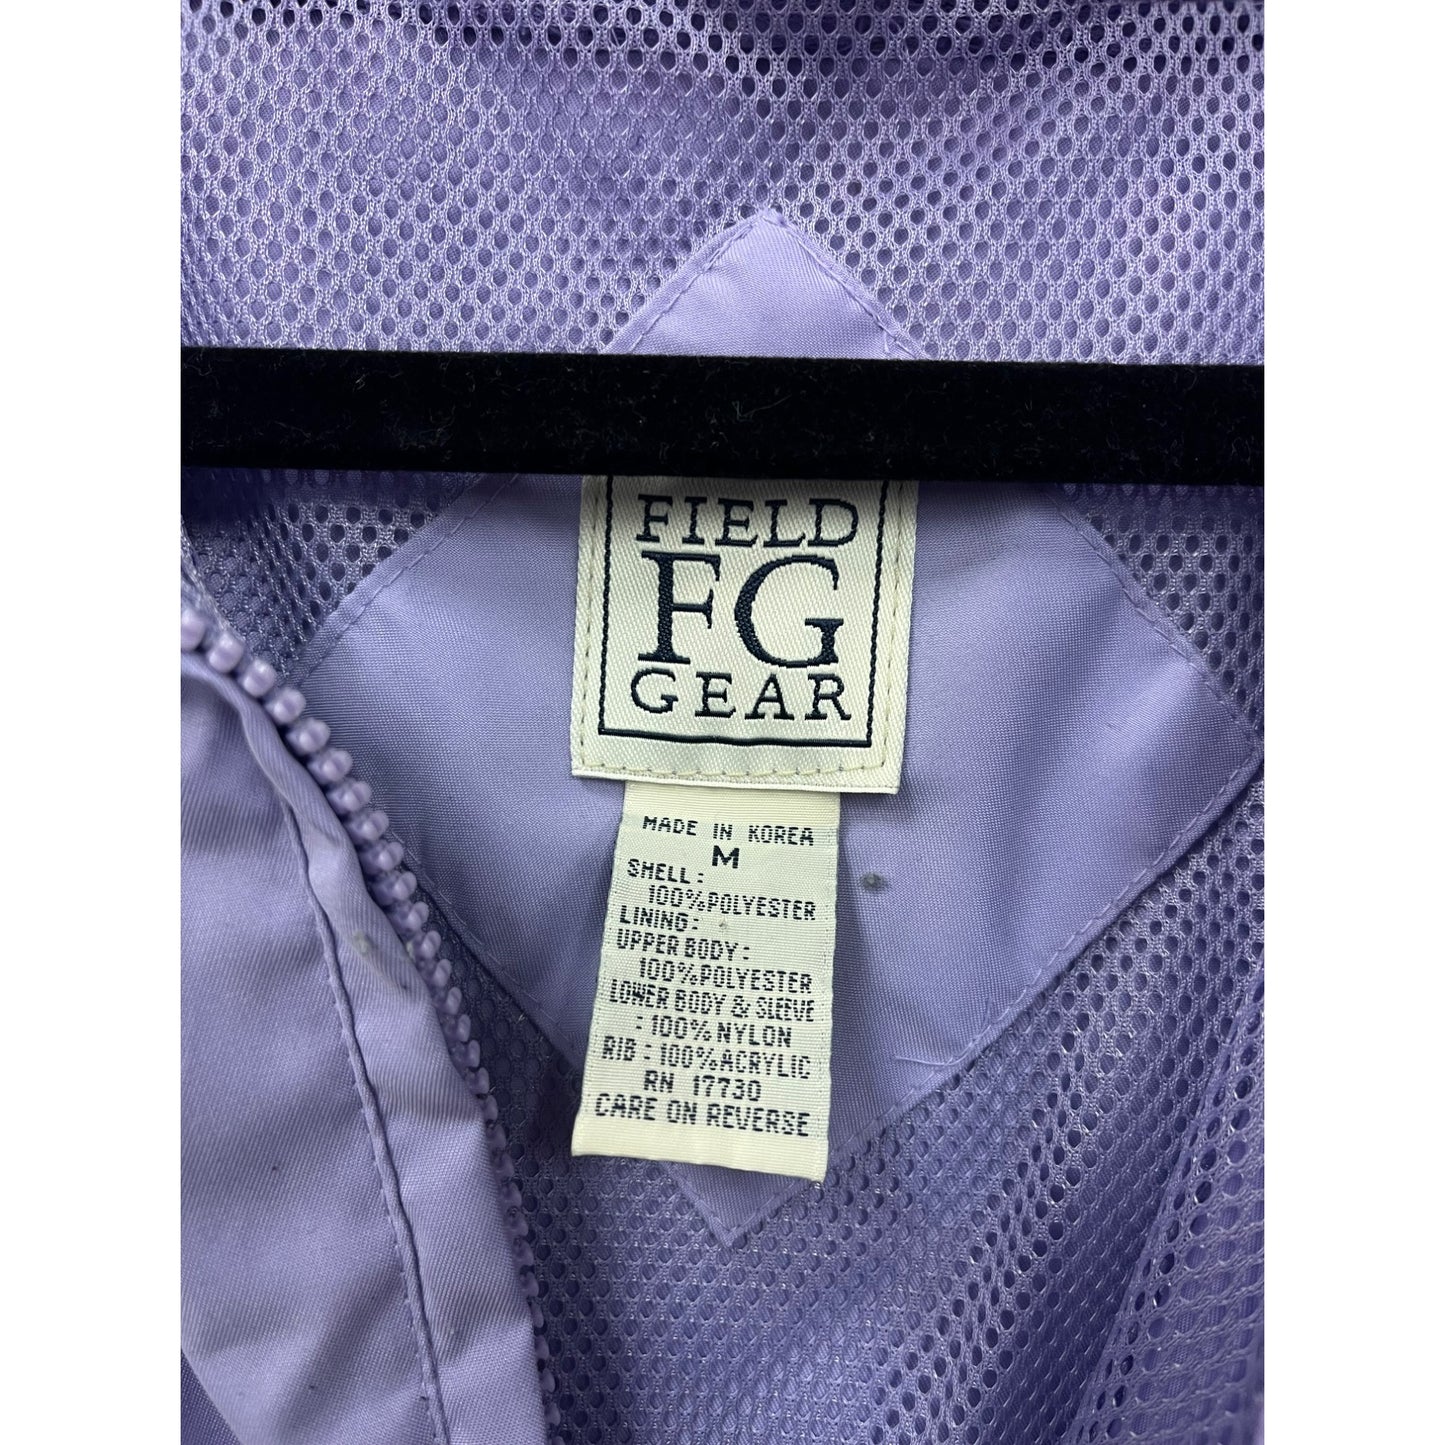 FIELD
FG
GEAR
MADE IN KOREA
M
SHELL:
100%POLYESTER
LINING:
UPPER BODY:
100%POLYESTER
LOWER BODY & SLEEVE
: 100%NYLON
RIB : 100%ACRYLIC
RN 17730
CARE ON REVERSE